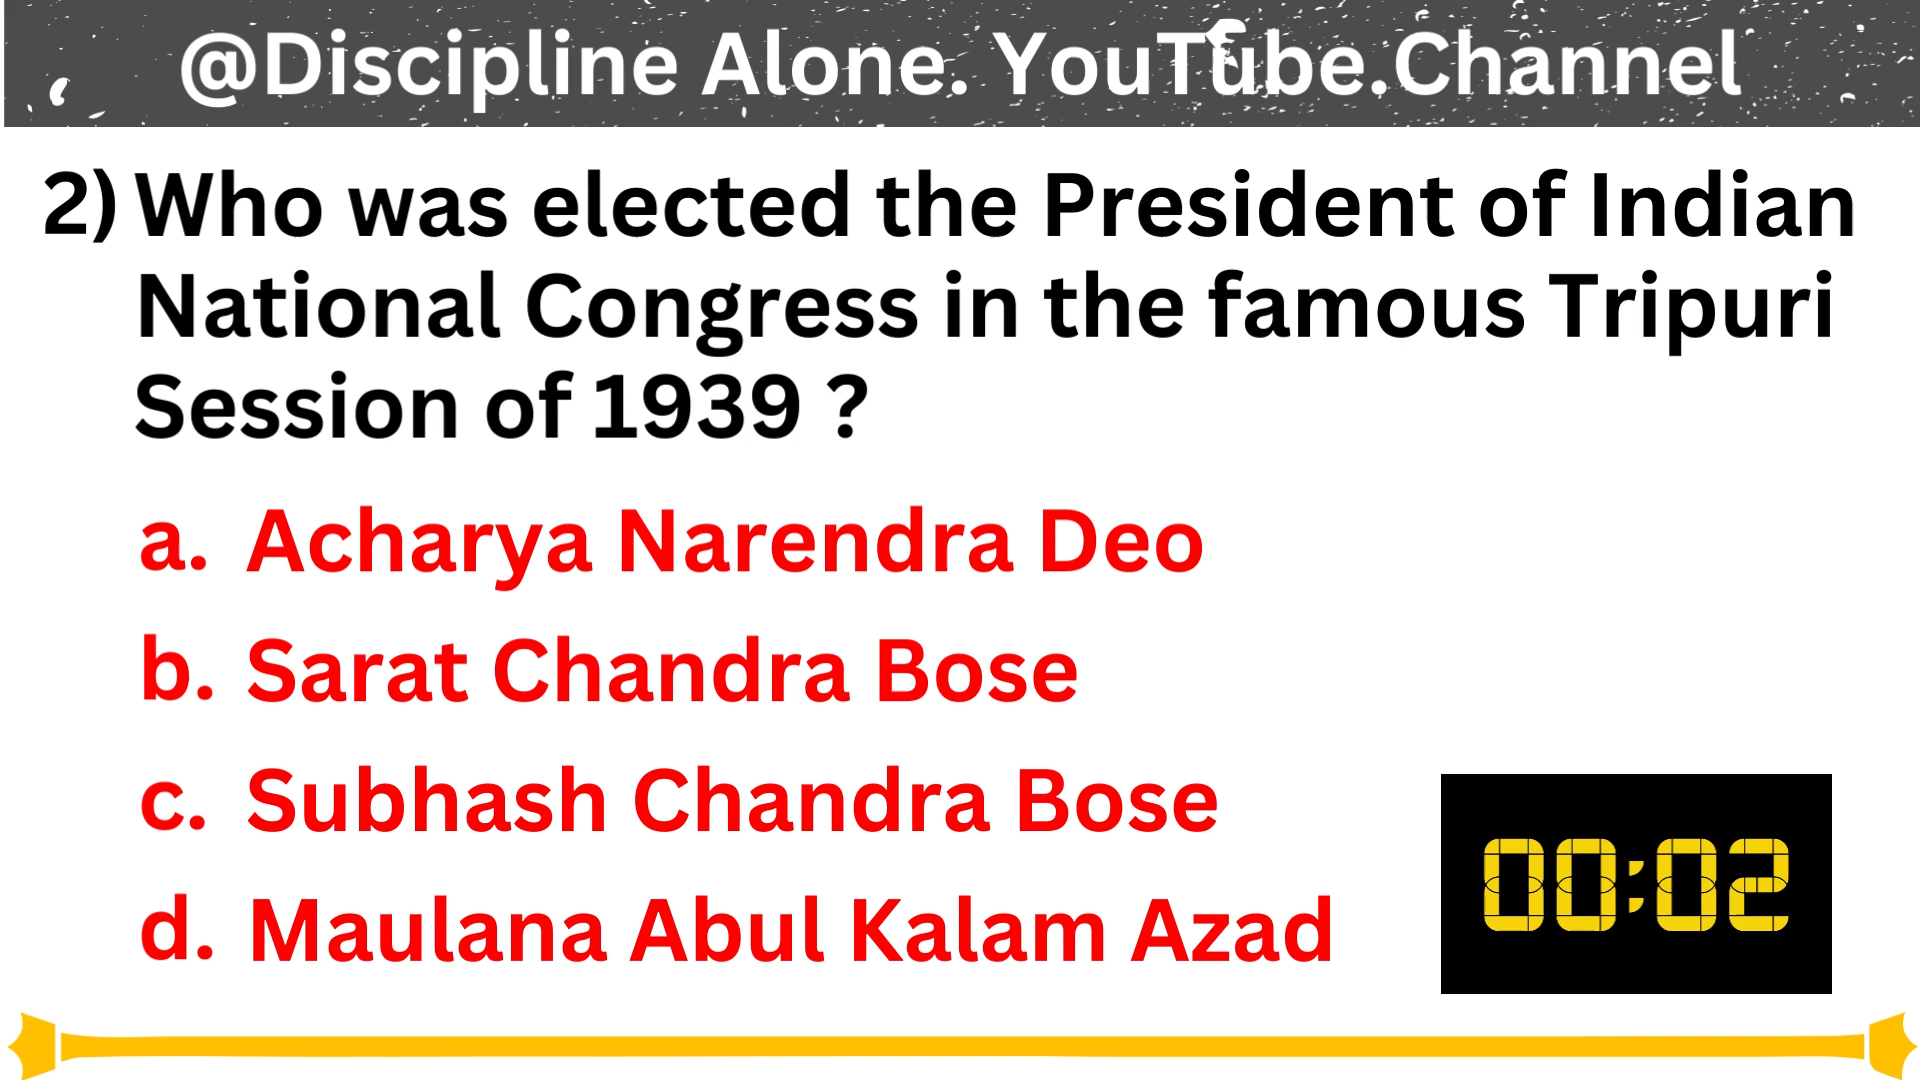 @Discipline Alone. YouTube.Channel
2) Who was elected the President of Indian
National Congress in the famous Tripuri
Session of 1939 ?
a. Acharya Narendra Deo
b. Sarat Chandra Bose
c. Subhash Chandra Bose
d. Maulana Abul Kalam Azad
00:02